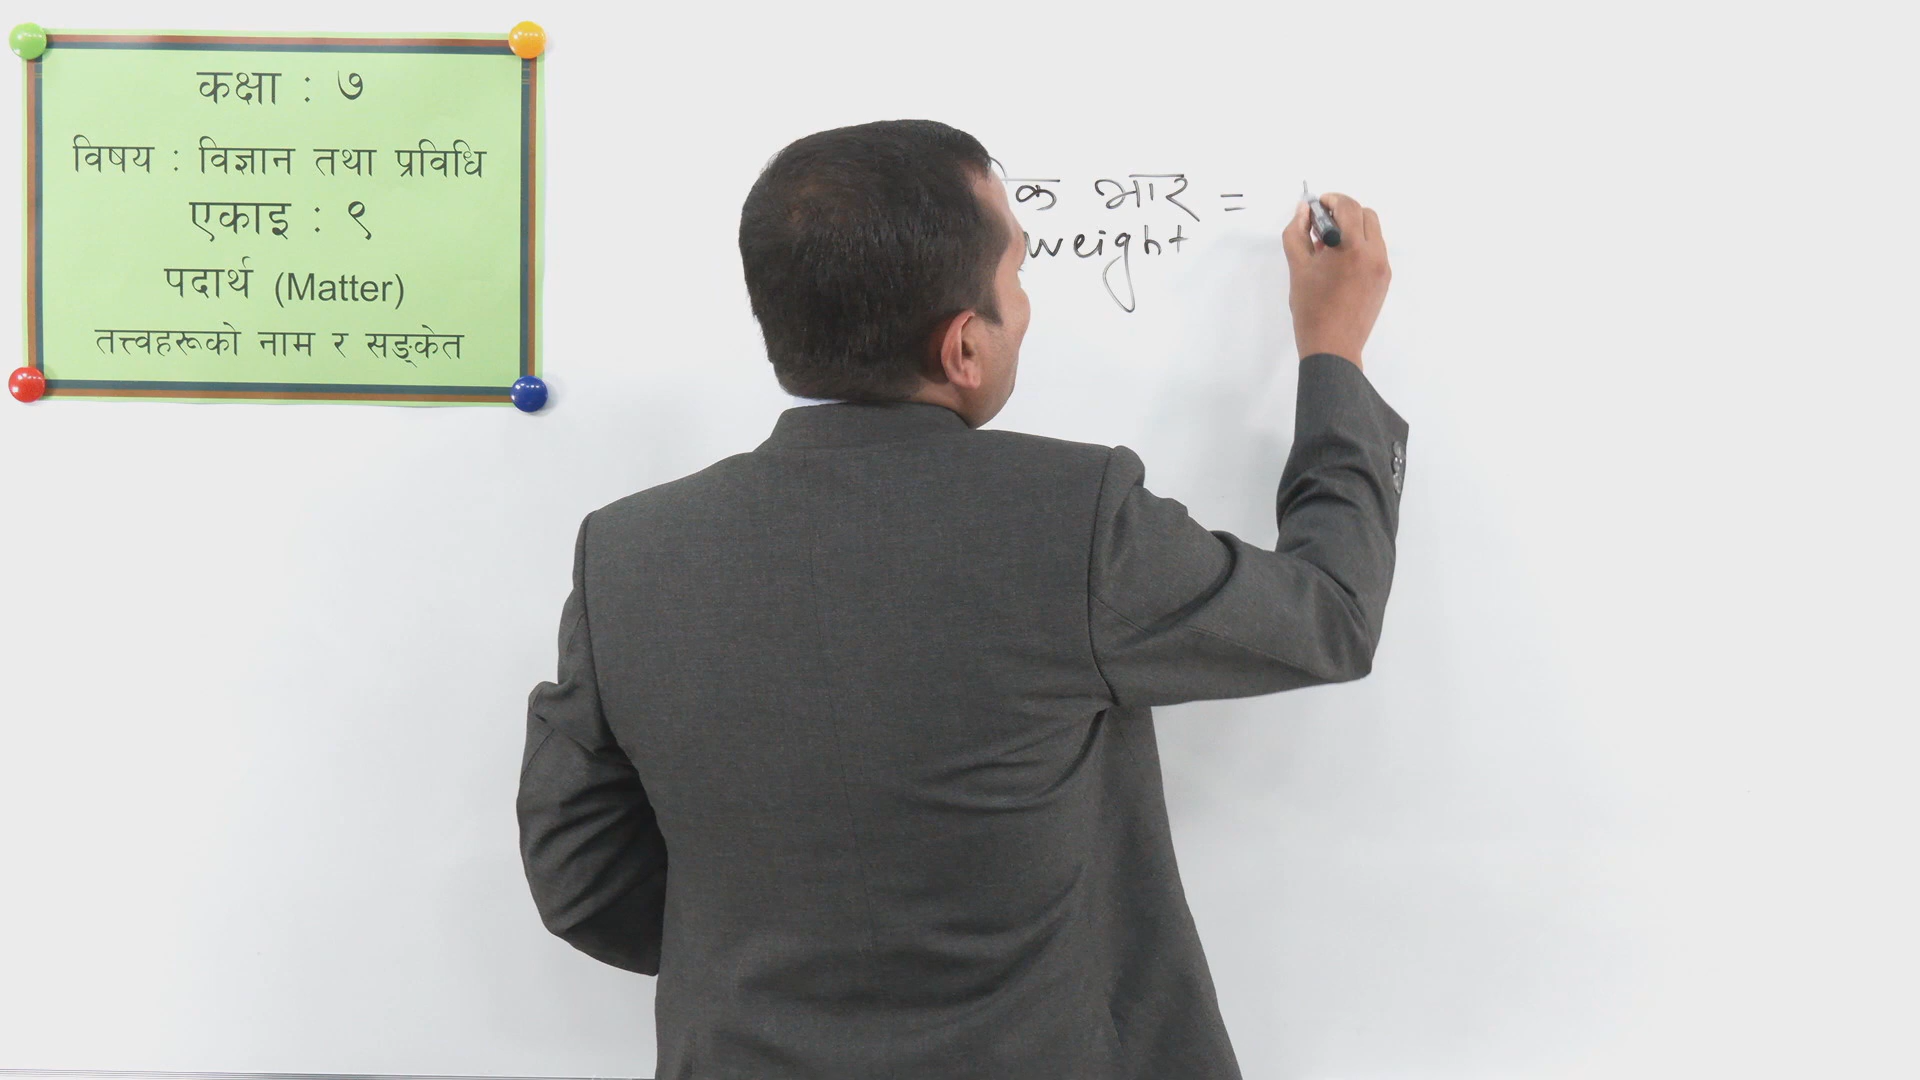 कक्षा : ७
विषय : विज्ञान तथा प्रविधि
एकाइ : ९
पदार्थ (Matter)
तत्त्वहरूको नाम र सङ्केत
भार =
weight